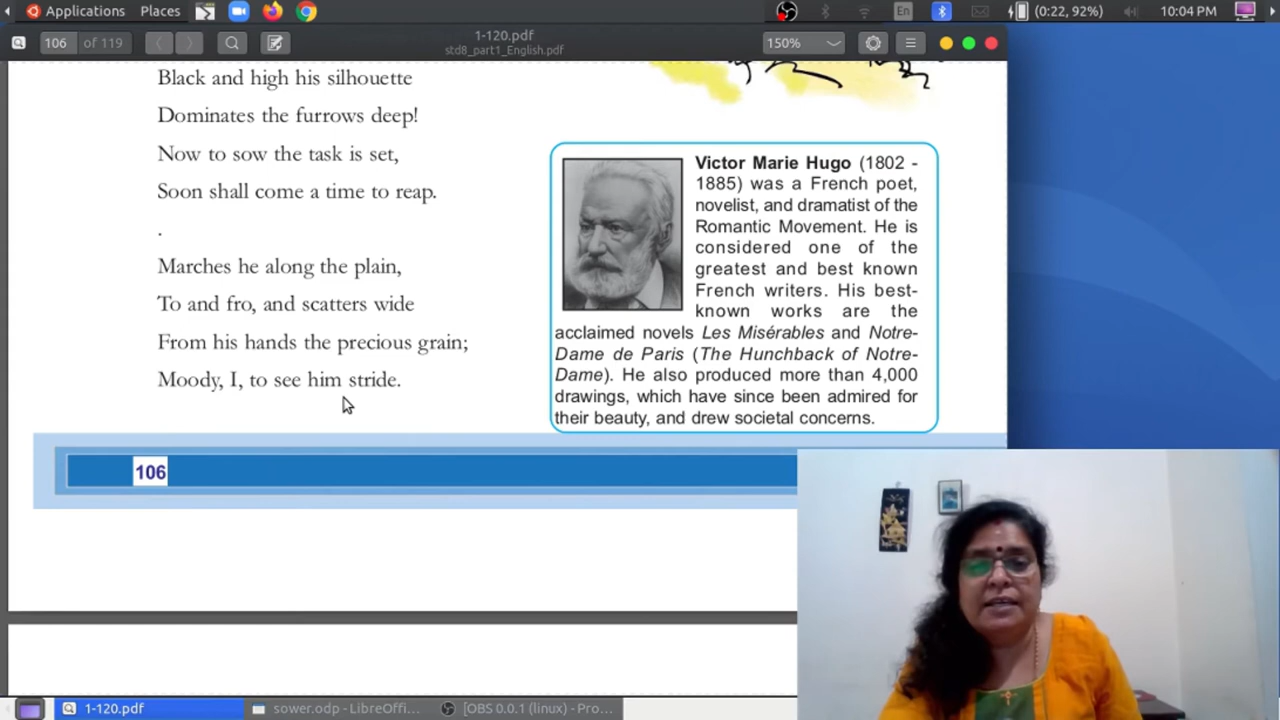 Applications Places En (0:22, 92%) 10:04 PM
106 of 119
1-120.pdf
std8_part1_English.pdf
150%
Black and high his silhouette
Dominates the furrows deep!
Now to sow the task is set,
Soon shall come a time to reap.
.
Marches he along the plain,
To and fro, and scatters wide
From his hands the precious grain;
Moody, I, to see him stride.
Victor Marie Hugo (1802 -
1885) was a French poet,
novelist, and dramatist of the
Romantic Movement. He is
considered one of the
greatest and best known
French writers. His best-
known works are the
acclaimed novels Les Misérables and Notre-
Dame de Paris (The Hunchback of Notre-
Dame). He also produced more than 4,000
drawings, which have since been admired for
their beauty, and drew societal concerns.
106
1-120.pdf
sower.odp - LibreOffi...
[OBS 0.0.1 (linux) - Pro...